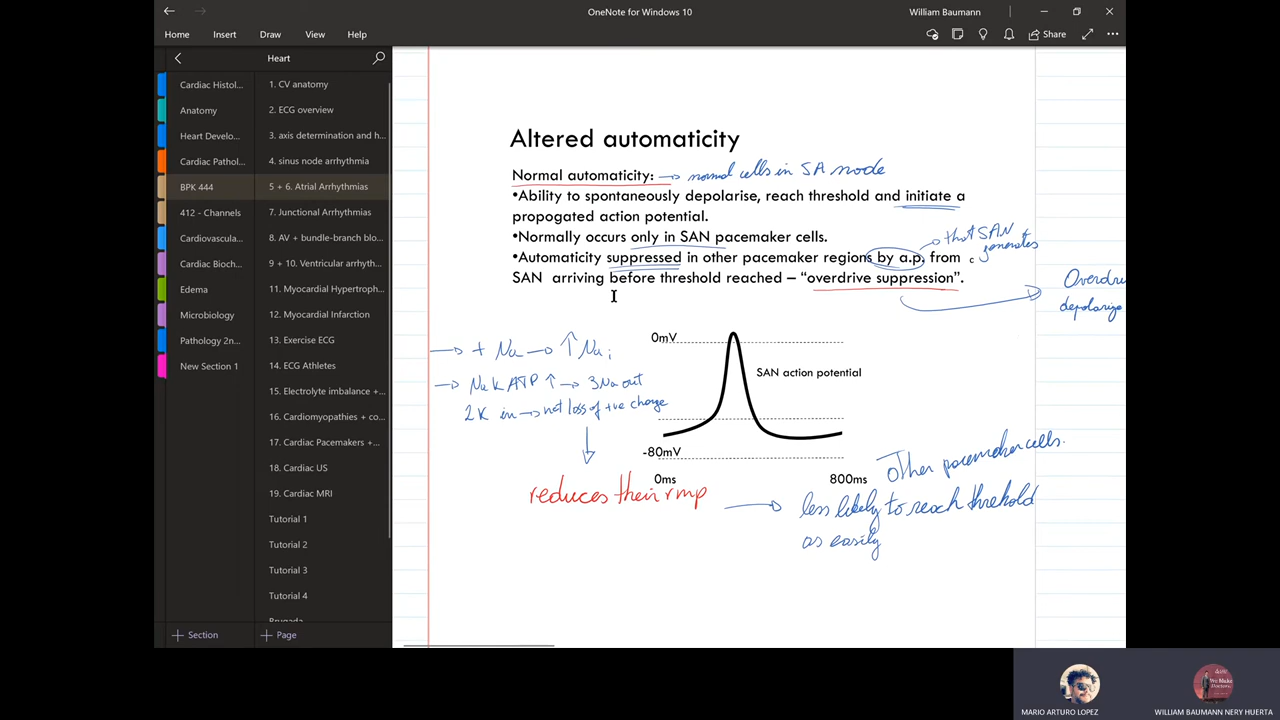 OneNote for Windows 10
William Baumann
Home Insert Draw View Help
Share
Heart
Cardiac Histol...
Anatomy
Heart Develo...
Cardiac Pathol...
BPK 444
412 - Channels
Cardiovascula...
Cardiac Bioch...
Edema
Microbiology
Pathology 2n...
New Section 1
1. CV anatomy
2. ECG overview
3. axis determination and h...
4. sinus node arrhythmia
5 + 6. Atrial Arrhythmias
7. Junctional Arrhythmias
8. AV + bundle-branch blo...
9 + 10. Ventricular arrhyth...
11. Myocardial Hypertroph...
12. Myocardial Infarction
13. Exercise ECG
14. ECG Athletes
15. Electrolyte imbalance + ...
16. Cardiomyopathies + co...
17. Cardiac Pacemakers +...
18. Cardiac US
19. Cardiac MRI
Tutorial 1
Tutorial 2
Tutorial 3
Tutorial 4
Brugada
+ Section
+ Page
Altered automaticity
Normal automaticity: → normal cells in SA node
•Ability to spontaneously depolarise, reach threshold and initiate a
propogated action potential.
•Normally occurs only in SAN pacemaker cells.
that SAN
generates
•Automaticity suppressed in other pacemaker regions by a.p. from
SAN arriving before threshold reached – “overdrive suppression”.
Overdri
depolarize
→ + Na → ↑ Na i
→ Na K ATP ↑ → 3Na out
2K in → net loss of +ve charge
reduces their rmp
0mV
SAN action potential
-80mV
0ms
800ms
Other pacemaker cells.
→ less likely to reach threhold
as easily
MARIO ARTURO LOPEZ
WILLIAM BAUMANN NERY HUERTA